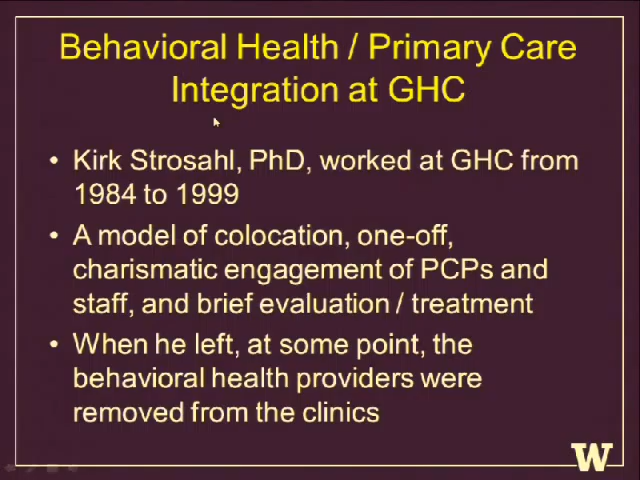 Behavioral Health / Primary Care
Integration at GHC
• Kirk Strosahl, PhD, worked at GHC from
1984 to 1999
• A model of colocation, one-off,
charismatic engagement of PCPs and
staff, and brief evaluation / treatment
• When he left, at some point, the
behavioral health providers were
removed from the clinics
W